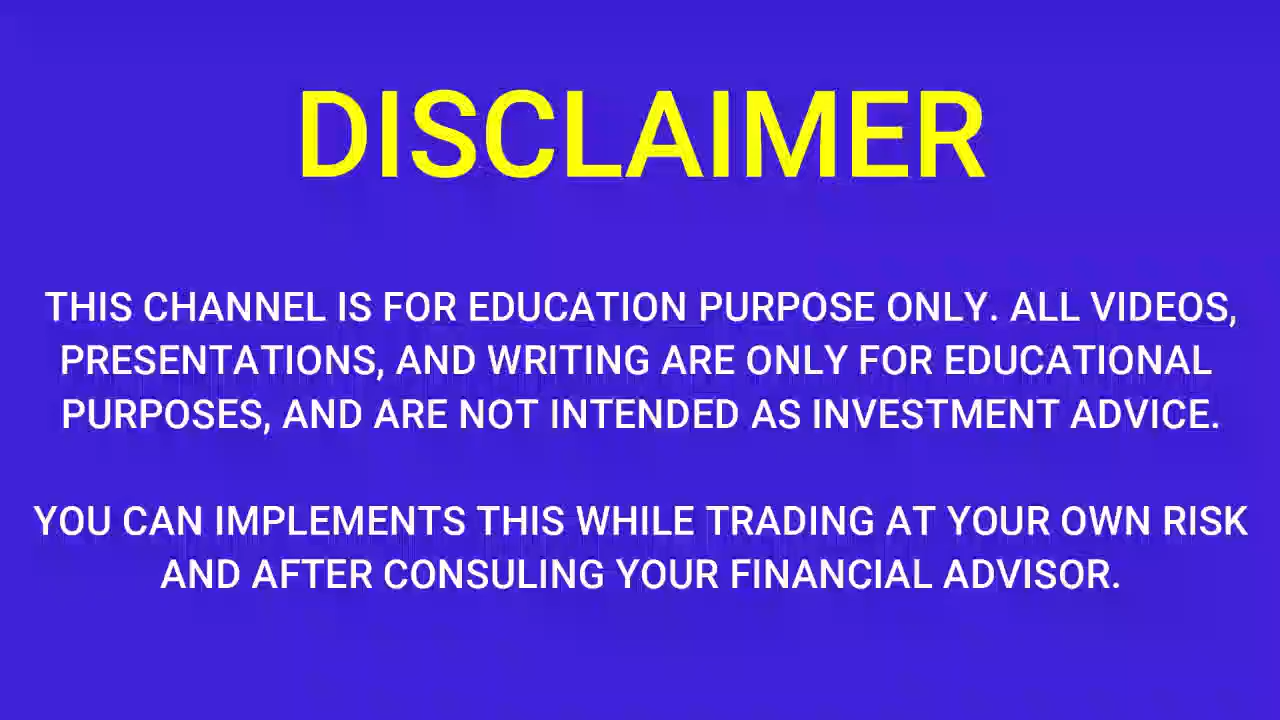 DISCLAIMER
THIS CHANNEL IS FOR EDUCATION PURPOSE ONLY. ALL VIDEOS,
PRESENTATIONS, AND WRITING ARE ONLY FOR EDUCATIONAL
PURPOSES, AND ARE NOT INTENDED AS INVESTMENT ADVICE.
YOU CAN IMPLEMENTS THIS WHILE TRADING AT YOUR OWN RISK
AND AFTER CONSULING YOUR FINANCIAL ADVISOR.